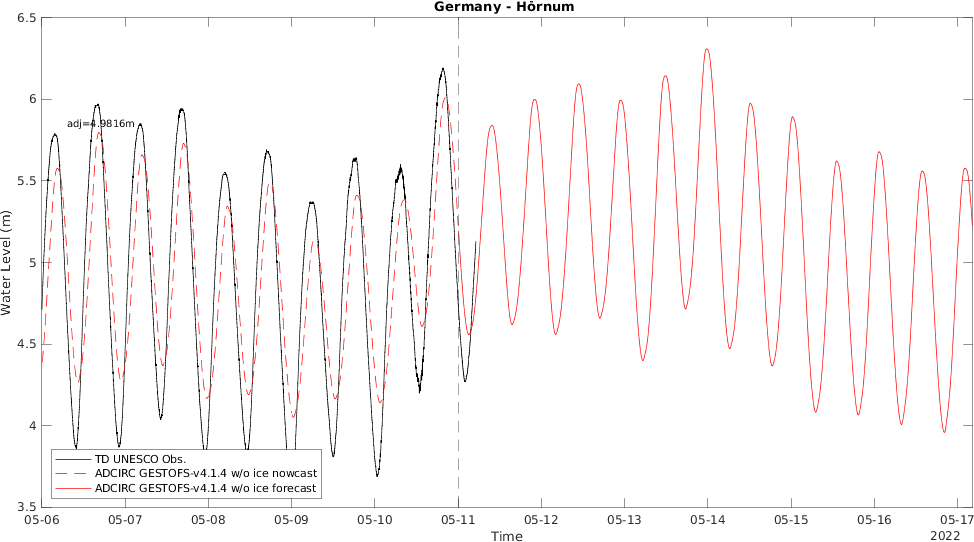 Germany - Hörnum
6.5
6
5.5
5
4.5
4
3.5
Water Level (m)
adj=4.9816m
TD UNESCO Obs.
ADCIRC GESTOFS-v4.1.4 w/o ice nowcast
ADCIRC GESTOFS-v4.1.4 w/o ice forecast
05-06 05-07 05-08 05-09 05-10 05-11 05-12 05-13 05-14 05-15 05-16 05-17
Time
2022